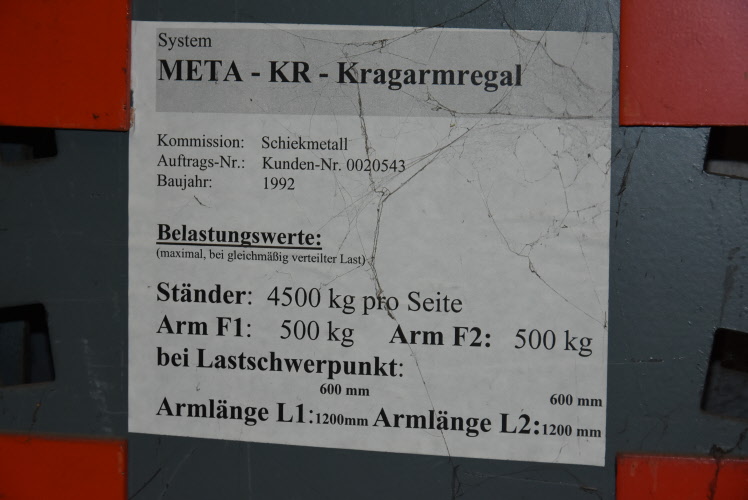 System
META - KR - Kragarmregal
Kommission: Schiekmetall
Auftrags-Nr.: Kunden-Nr. 0020543
Baujahr: 1992
Belastungswerte:
(maximal, bei gleichmäßig verteilter Last)
Ständer: 4500 kg pro Seite
Arm F1: 500 kg Arm F2: 500 kg
bei Lastschwerpunkt:
600 mm 600 mm
Armlänge L1:1200mm Armlänge L2:1200 mm